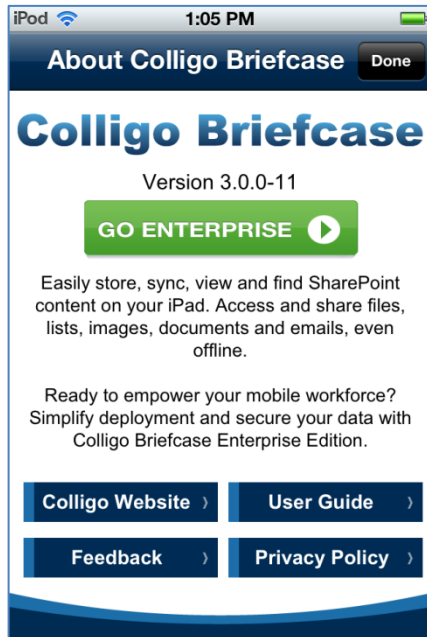 iPod 1:05 PM
About Colligo Briefcase Done
Colligo Briefcase
Version 3.0.0-11
GO ENTERPRISE
Easily store, sync, view and find SharePoint
content on your iPad. Access and share files,
lists, images, documents and emails, even
offline.
Ready to empower your mobile workforce?
Simplify deployment and secure your data with
Colligo Briefcase Enterprise Edition.
Colligo Website User Guide
Feedback Privacy Policy